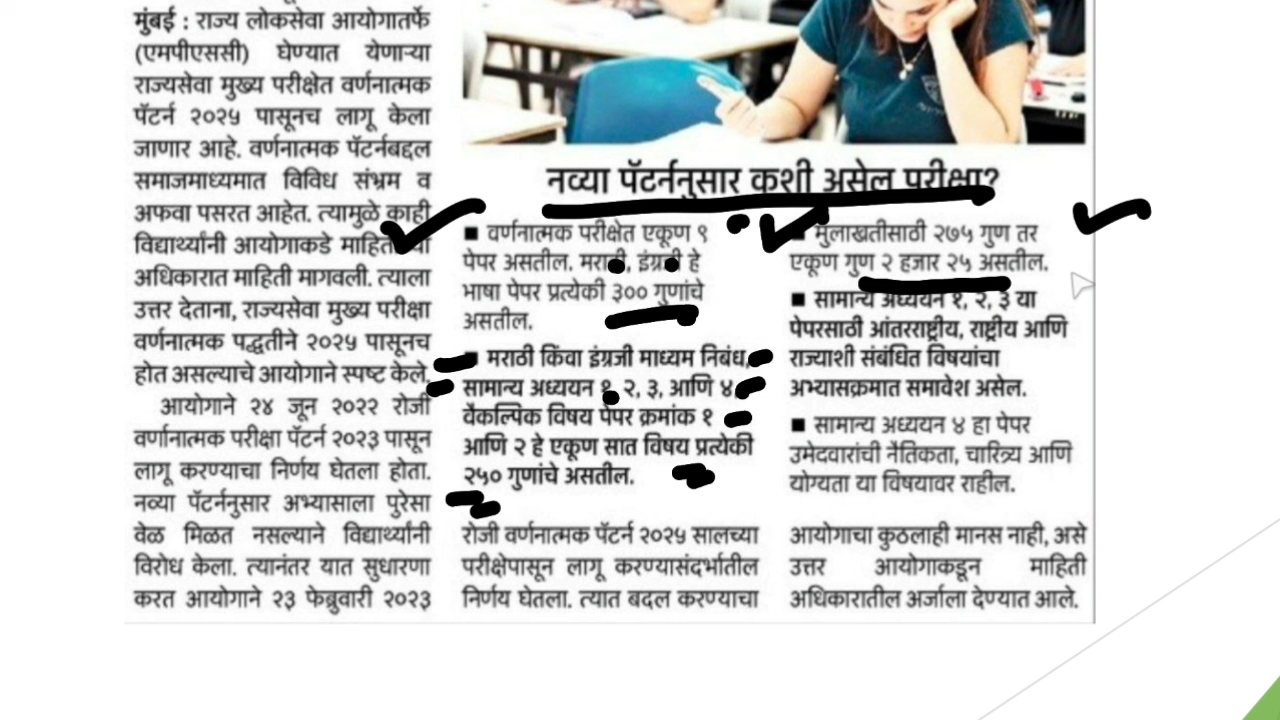 मुंबई : राज्य लोकसेवा आयोगातर्फे
(एमपीएससी) घेण्यात येणाऱ्या
राज्यसेवा मुख्य परीक्षेत वर्णनात्मक
पॅटर्न २०२५ पासूनच लागू केला
जाणार आहे. वर्णनात्मक पॅटर्नबद्दल
समाजमाध्यमात विविध संभ्रम व
अफवा पसरत आहेत. त्यामुळे काही
विद्यार्थ्यांनी आयोगाकडे
अधिकारात माहिती मागवली. त्याला
उत्तर देताना, राज्यसेवा मुख्य परीक्षा
वर्णनात्मक पद्धतीने २०२५ पासूनच
होत असल्याचे आयोगाने स्पष्ट केले.
आयोगाने २४ जून २०२२ रोजी
वर्णानात्मक परीक्षा पॅटर्न २०२३ पासून
लागू करण्याचा निर्णय घेतला होता.
नव्या पॅटर्ननुसार अभ्यासाला पुरेसा
वेळ मिळत नसल्याने विद्यार्थ्यांनी
विरोध केला. त्यानंतर यात सुधारणा
करत आयोगाने २३ फेब्रुवारी २०२३
नव्या पॅटर्ननुसार कशी असेल परीक्षा?
■ वर्णनात्मक परीक्षेत एकूण ९
पेपर असतील. मराठी, इंग्रजी हे
भाषा पेपर प्रत्येकी ३०० गुणांचे
असतील.
■ मराठी किंवा इंग्रजी माध्यम निबंध,
सामान्य अध्ययन १, २, ३, आणि ४,
वैकल्पिक विषय पेपर क्रमांक १
आणि २ हे एकूण सात विषय प्रत्येकी
२५० गुणांचे असतील.
■ मुलाखतीसाठी २७५ गुण तर
एकूण गुण २ हजार २५ असतील.
■ सामान्य अध्ययन १, २, ३ या
पेपरसाठी आंतरराष्ट्रीय, राष्ट्रीय आणि
राज्याशी संबंधित विषयांचा
अभ्यासक्रमात समावेश असेल.
■ सामान्य अध्ययन ४ हा पेपर
उमेदवारांची नैतिकता, चारित्र्य आणि
योग्यता या विषयावर राहील.
रोजी वर्णनात्मक पॅटर्न २०२५ सालच्या
परीक्षेपासून लागू करण्यासंदर्भातील
निर्णय घेतला. त्यात बदल करण्याचा
आयोगाचा कुठलाही मानस नाही, असे
उत्तर आयोगाकडून माहिती
अधिकारातील अर्जाला देण्यात आले.